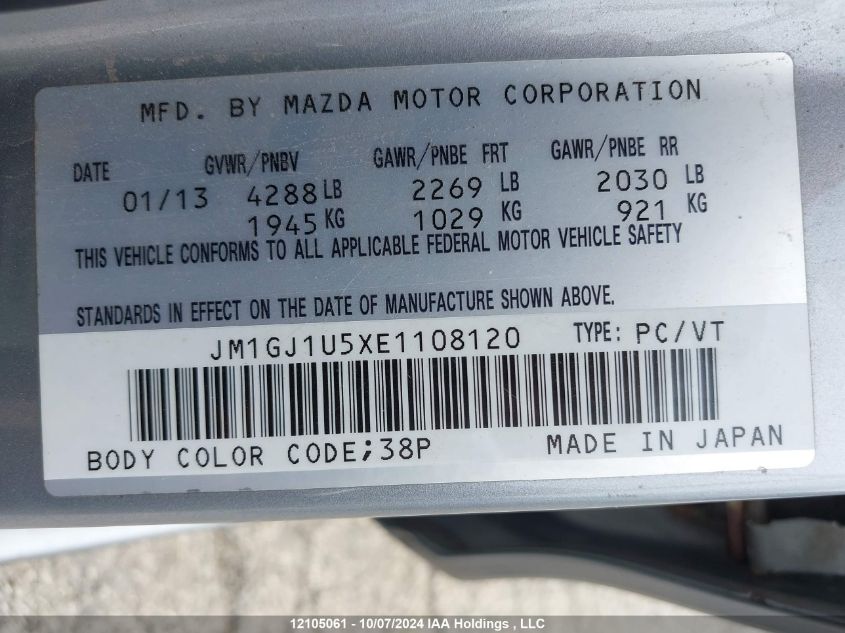 MFD. BY MAZDA MOTOR CORPORATION
DATE GVWR/PNBV GAWR/PNBE FRT GAWR/PNBE RR
01/13 4288 LB 2269 LB 2030 LB
1945 KG 1029 KG 921 KG
THIS VEHICLE CONFORMS TO ALL APPLICABLE FEDERAL MOTOR VEHICLE SAFETY
STANDARDS IN EFFECT ON THE DATE OF MANUFACTURE SHOWN ABOVE.
JM1GJ1U5XE1108120 TYPE: PC/VT
BODY COLOR CODE;38P MADE IN JAPAN
12105061 - 10/07/2024 IAA Holdings , LLC